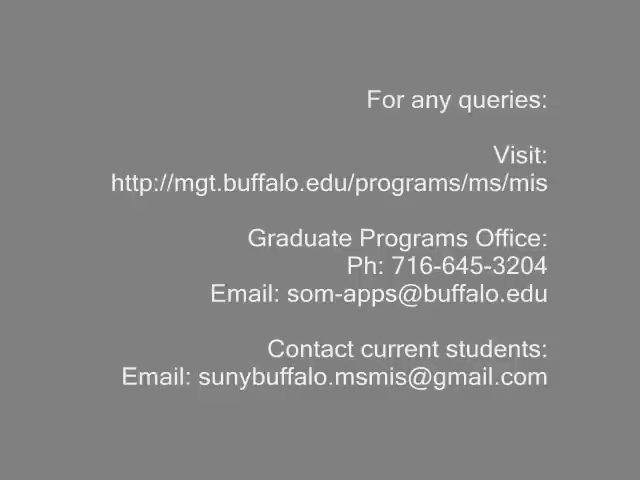 For any queries:
Visit:
http://mgt.buffalo.edu/programs/ms/mis
Graduate Programs Office:
Ph: 716-645-3204
Email: som-apps@buffalo.edu
Contact current students:
Email: sunybuffalo.msmis@gmail.com